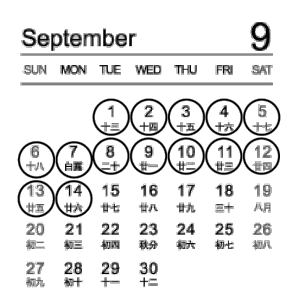 September 9
SUN MON TUE WED THU FRI SAT
1 2 3 4 5
十三 十四 十五 十六 十七
6 7 8 9 10 11 12
十八 白露 二十 廿一 廿二 廿三 廿四
13 14 15 16 17 18 19
廿五 廿六 廿七 廿八 廿九 三十 八月
20 21 22 23 24 25 26
初二 初三 初四 秋分 初六 初七 初八
27 28 29 30
初九 初十 十一 十二